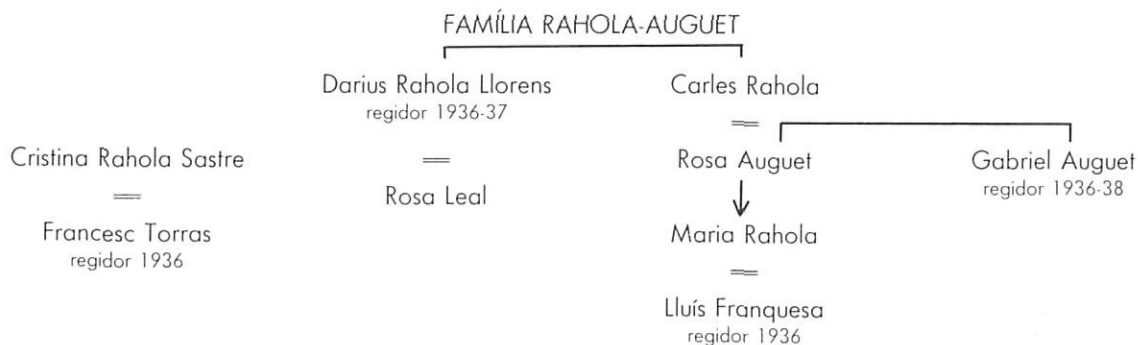 FAMÍLIA RAHOLA-AUGUET
Darius Rahola Llorens
regidor 1936-37
Carles Rahola
Cristina Rahola Sastre
Rosa Leal
Rosa Auguet
Gabriel Auguet
regidor 1936-38
Francesc Torras
regidor 1936
Maria Rahola
Lluís Franquesa
regidor 1936